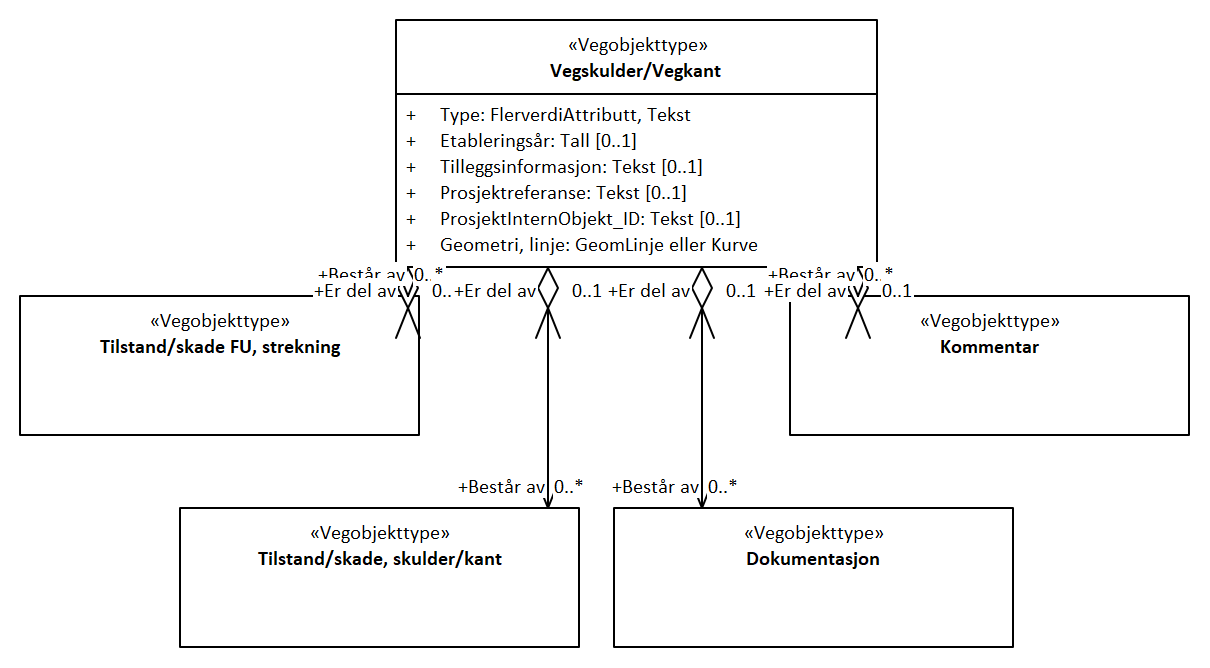 «Vegobjekttype»
Vegskulder/Vegkant
+ Type: FlerverdiAttributt, Tekst
+ Etableringsår: Tall [0..1]
+ Tilleggsinformasjon: Tekst [0..1]
+ Prosjektreferanse: Tekst [0..1]
+ ProsjektInternObjekt_ID: Tekst [0..1]
+ Geometri, linje: GeomLinje eller Kurve
+Består av 0..* +Består av 0..*
+Er del av 0.. +Er del av 0..1 +Er del av 0..1 +Er del av 0..1
«Vegobjekttype» «Vegobjekttype»
Tilstand/skade FU, strekning Kommentar
+Består av 0..* +Består av 0..*
«Vegobjekttype» «Vegobjekttype»
Tilstand/skade, skulder/kant Dokumentasjon